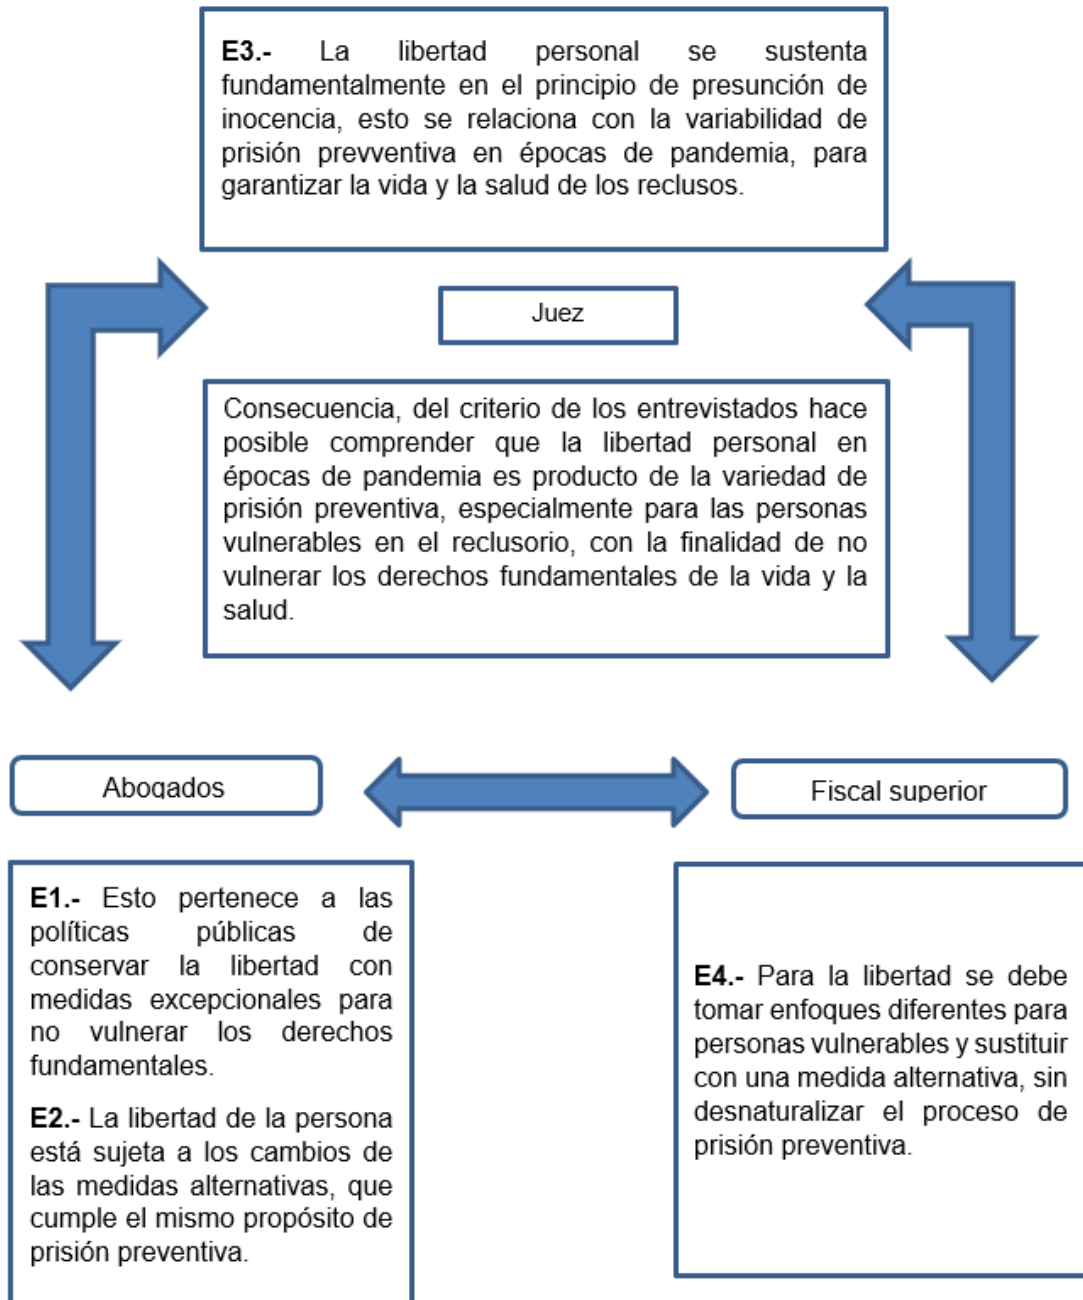 E3.- La libertad personal se sustenta
fundamentalmente en el principio de presunción de
inocencia, esto se relaciona con la variabilidad de
prisión prevventiva en épocas de pandemia, para
garantizar la vida y la salud de los reclusos.
Juez
Consecuencia, del criterio de los entrevistados hace
posible comprender que la libertad personal en
épocas de pandemia es producto de la variedad de
prisión preventiva, especialmente para las personas
vulnerables en el reclusorio, con la finalidad de no
vulnerar los derechos fundamentales de la vida y la
salud.
Abogados
Fiscal superior
E1.- Esto pertenece a las
políticas públicas de
conservar la libertad con
medidas excepcionales para
no vulnerar los derechos
fundamentales.
E2.- La libertad de la persona
está sujeta a los cambios de
las medidas alternativas, que
cumple el mismo propósito de
prisión preventiva.
E4.- Para la libertad se debe
tomar enfoques diferentes para
personas vulnerables y sustituir
con una medida alternativa, sin
desnaturalizar el proceso de
prisión preventiva.